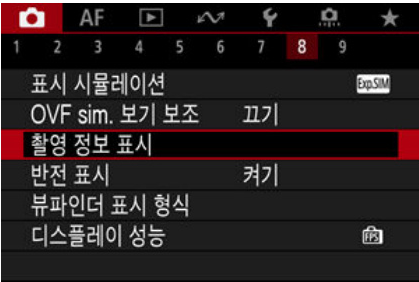 AF
1 2 3 4 5 6 7 8 9
표시 시뮬레이션 Exp.SIM
OVF sim. 보기 보조 끄기
촬영 정보 표시
반전 표시 켜기
뷰파인더 표시 형식
디스플레이 성능 FPS